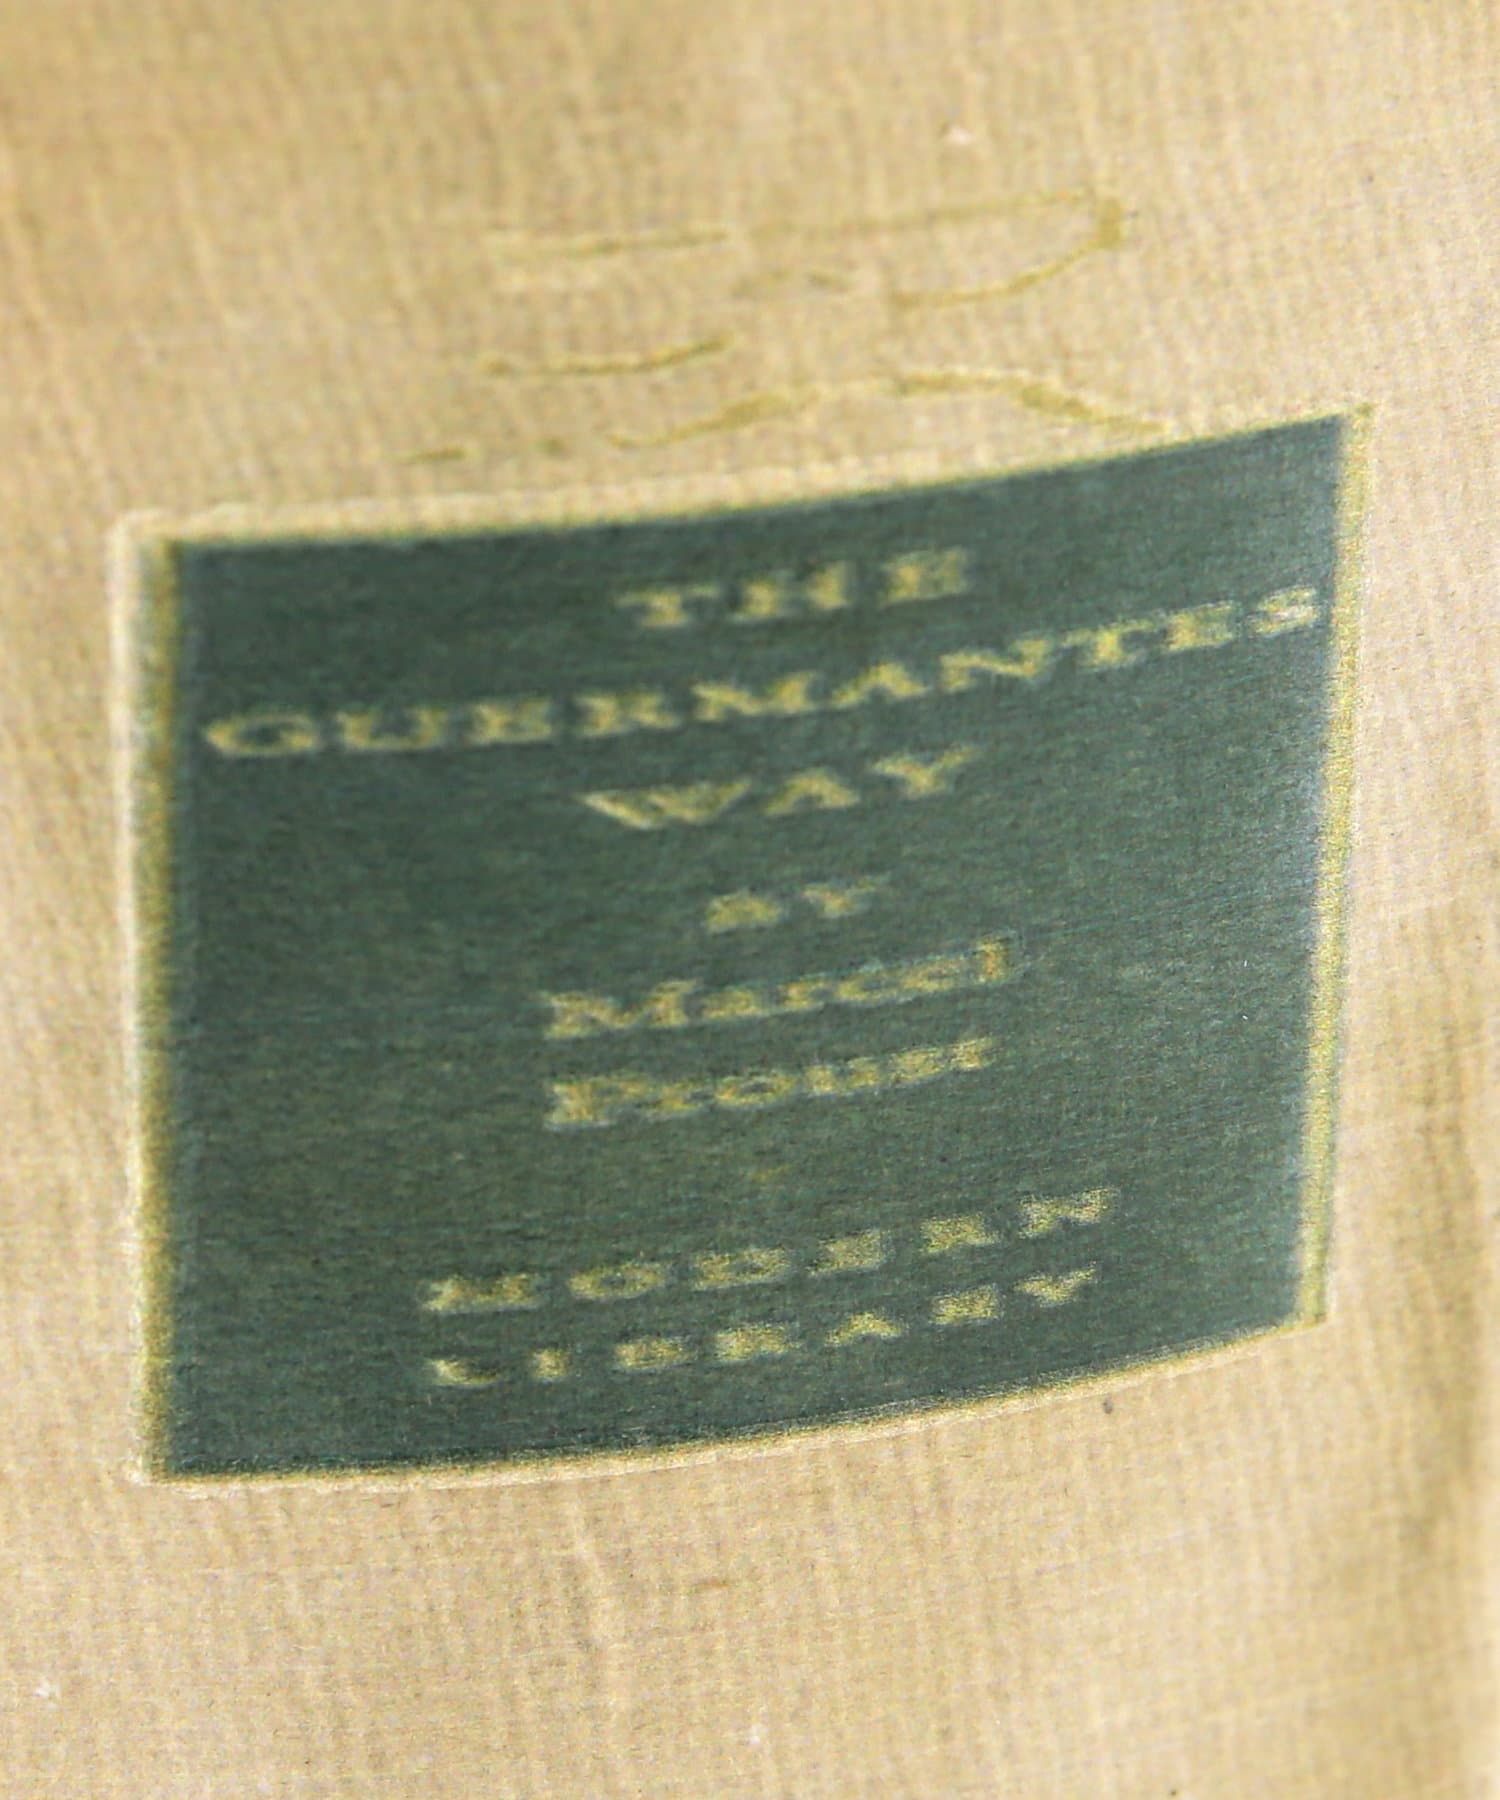 THE
GUERMANTES
WAY
BY
Marcel
Proust
MODERN
LIBRARY